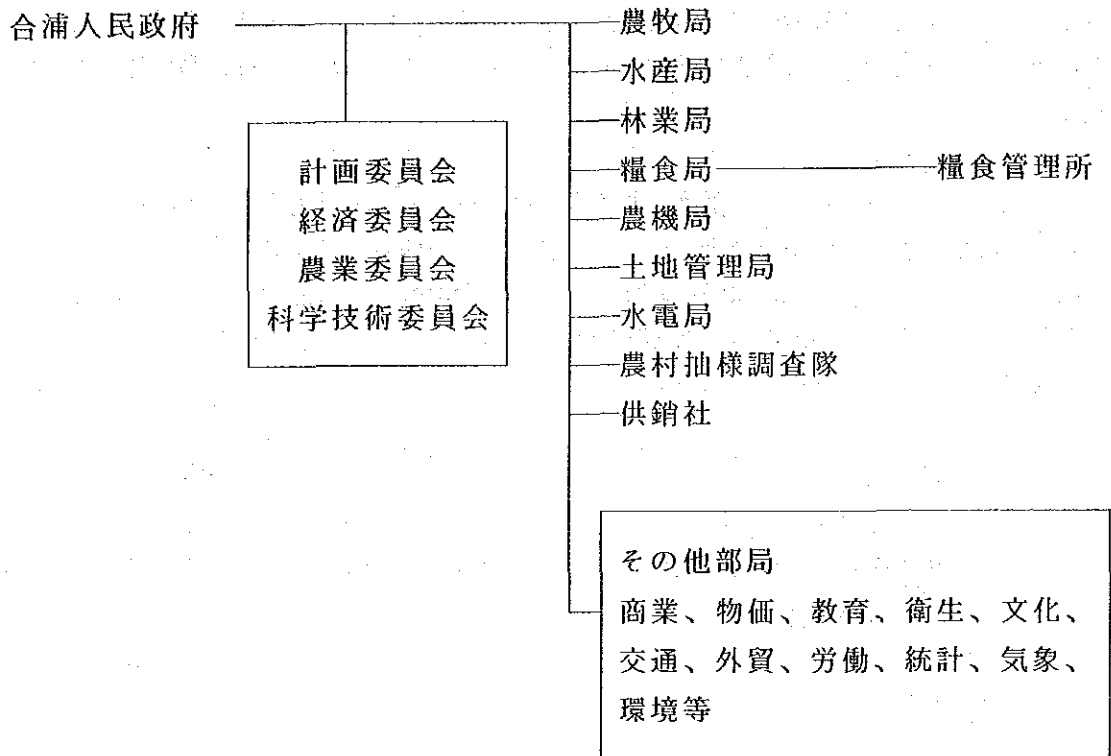 合浦人民政府
計画委員会
経済委員会
農業委員会
科学技術委員会
農牧局
水産局
林業局
糧食局
糧食管理所
農機局
土地管理局
水電局
農村抽様調査隊
供銷社
その他部局
商業、物価、教育、衛生、文化、
交通、外貿、労働、統計、気象、
環境等